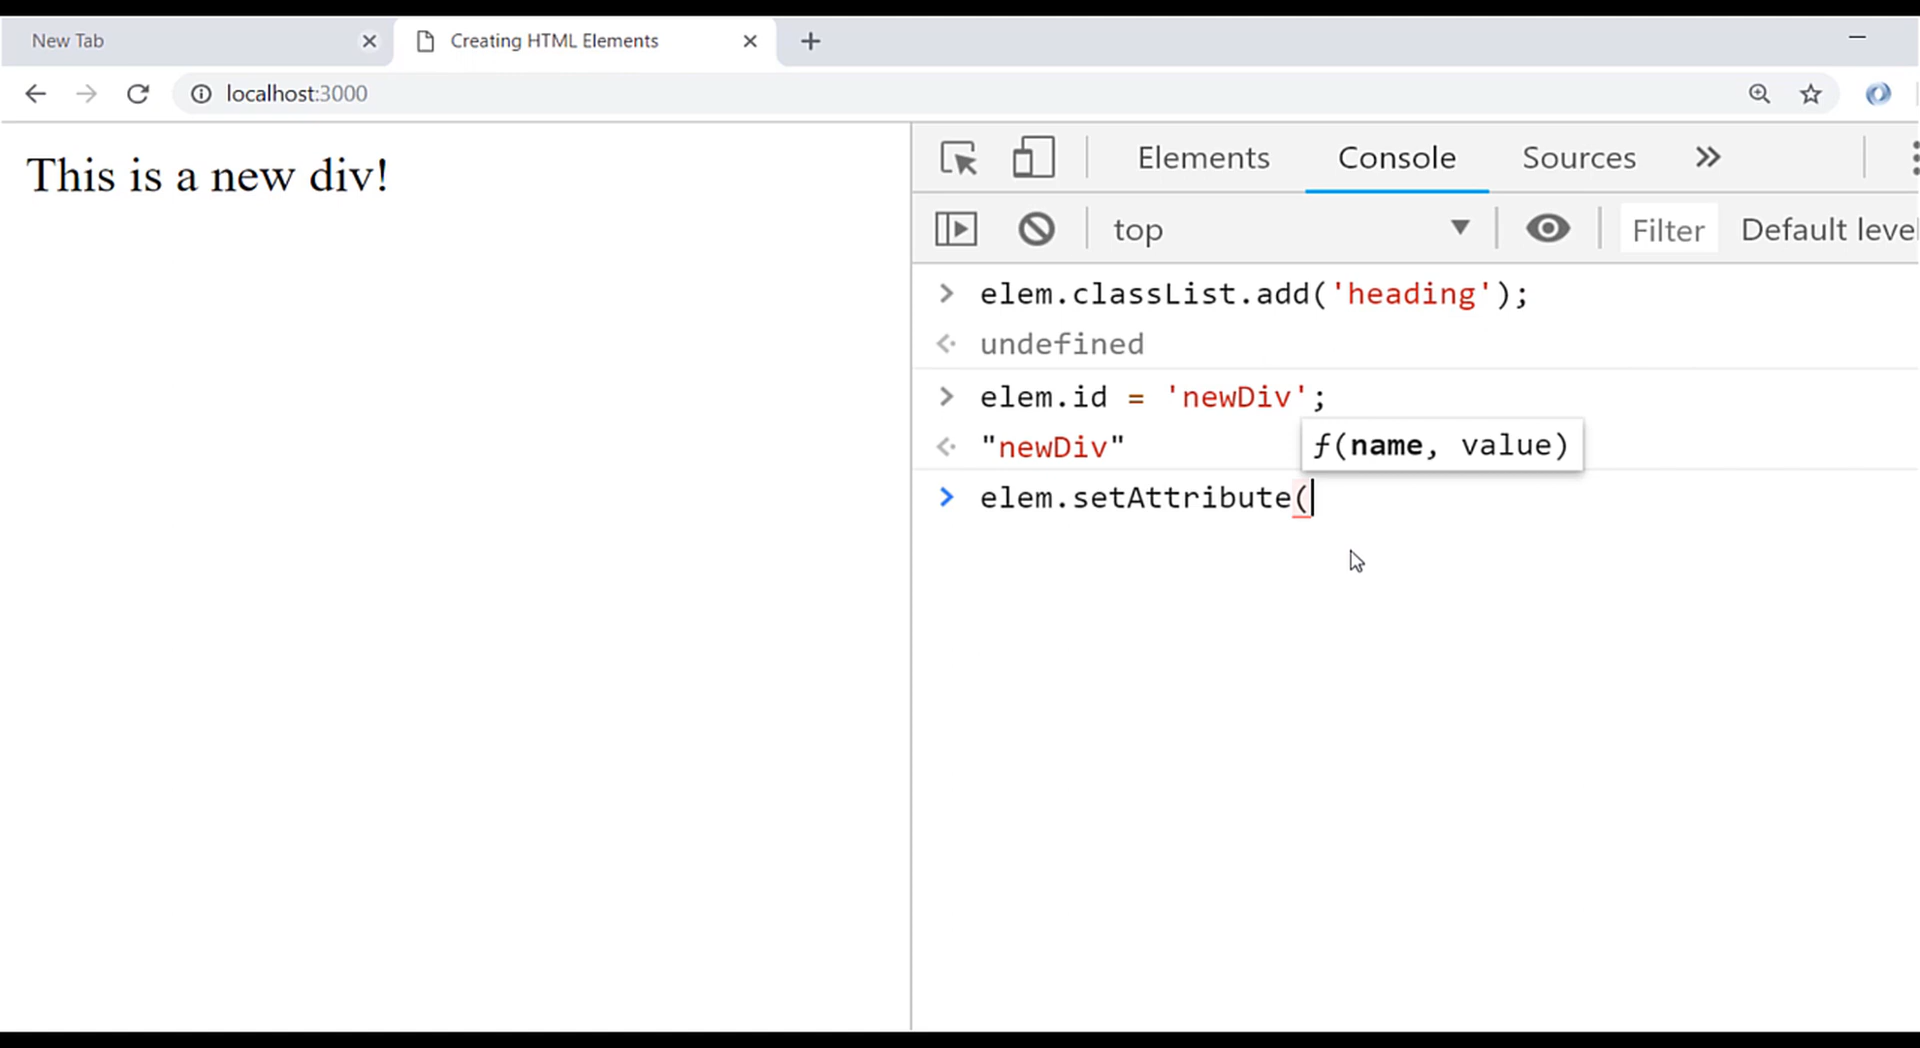 New Tab
Creating HTML Elements
localhost:3000
This is a new div!
Elements Console Sources
top Filter Default leve
elem.classList.add('heading');
undefined
elem.id = 'newDiv';
"newDiv"
ƒ(name, value)
elem.setAttribute(